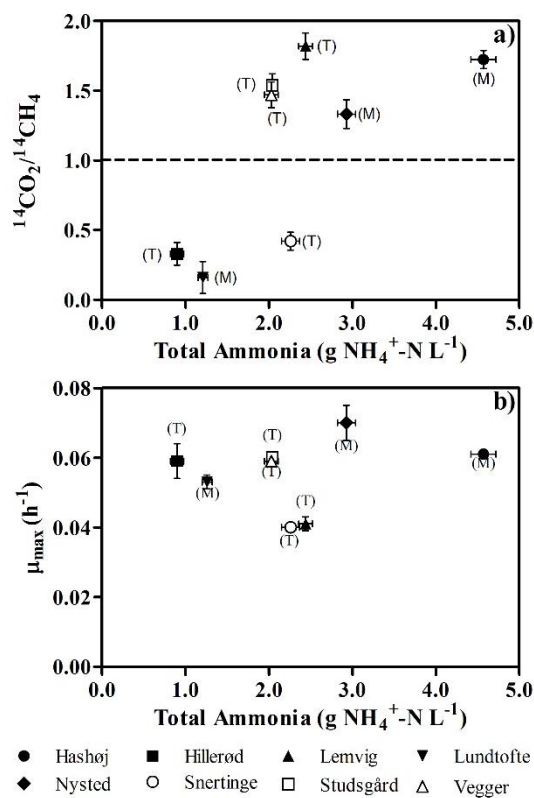 a)
2.0
1.5
1.0
0.5
0.0
¹⁴CO₂/¹⁴CH₄
(T)
(M)
(T)
(T)
(M)
(T)
(T)
(M)
0.0 1.0 2.0 3.0 4.0 5.0
Total Ammonia (g NH₄⁺-N L⁻¹)
b)
0.08
0.06
0.04
0.02
0.00
μmax (h⁻¹)
(T)
(T)
(M)
(T)
(M)
(M)
(T)
(T)
0.0 1.0 2.0 3.0 4.0 5.0
Total Ammonia (g NH₄⁺-N L⁻¹)
Hashøj Hillerød Lemvig Lundtofte
Nysted Snertinge Studsgård Vegger